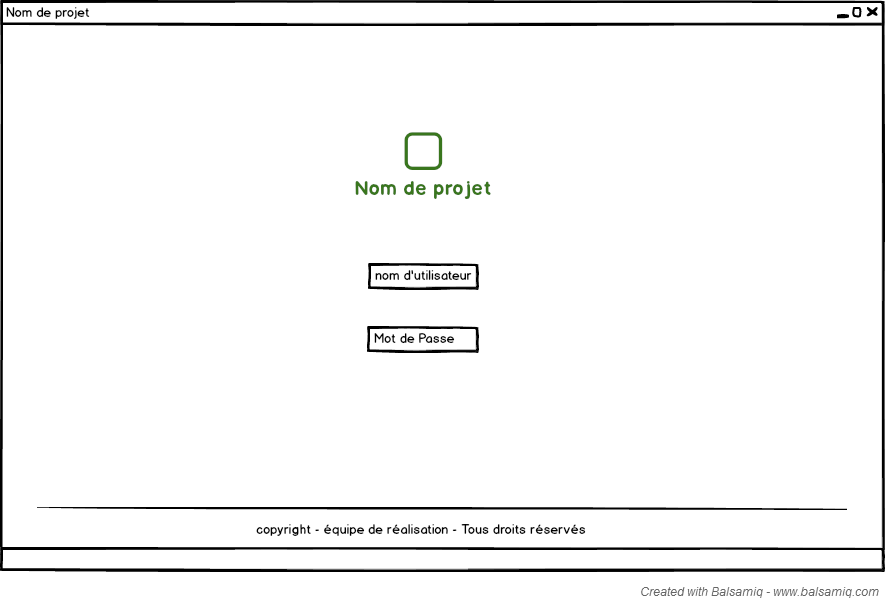 Nom de projet
Nom de projet
nom d'utilisateur
Mot de Passe
copyright - équipe de réalisation - Tous droits réservés
Created with Balsamiq - www.balsamiq.com